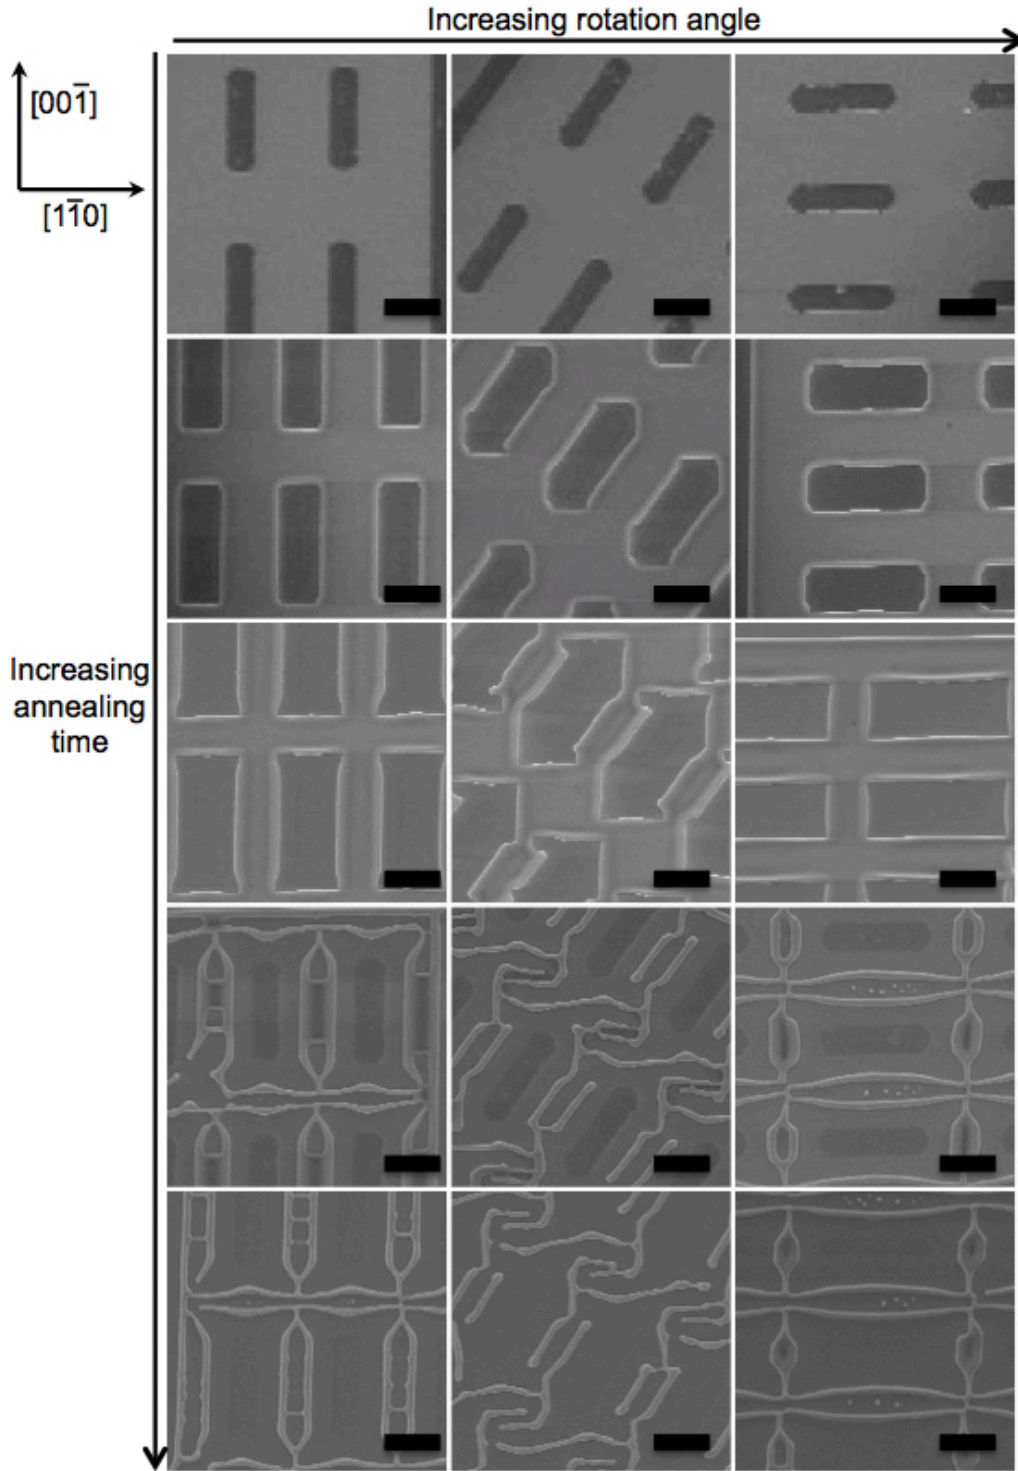 Increasing rotation angle
[001̄]
[11̄0]
Increasing
annealing
time